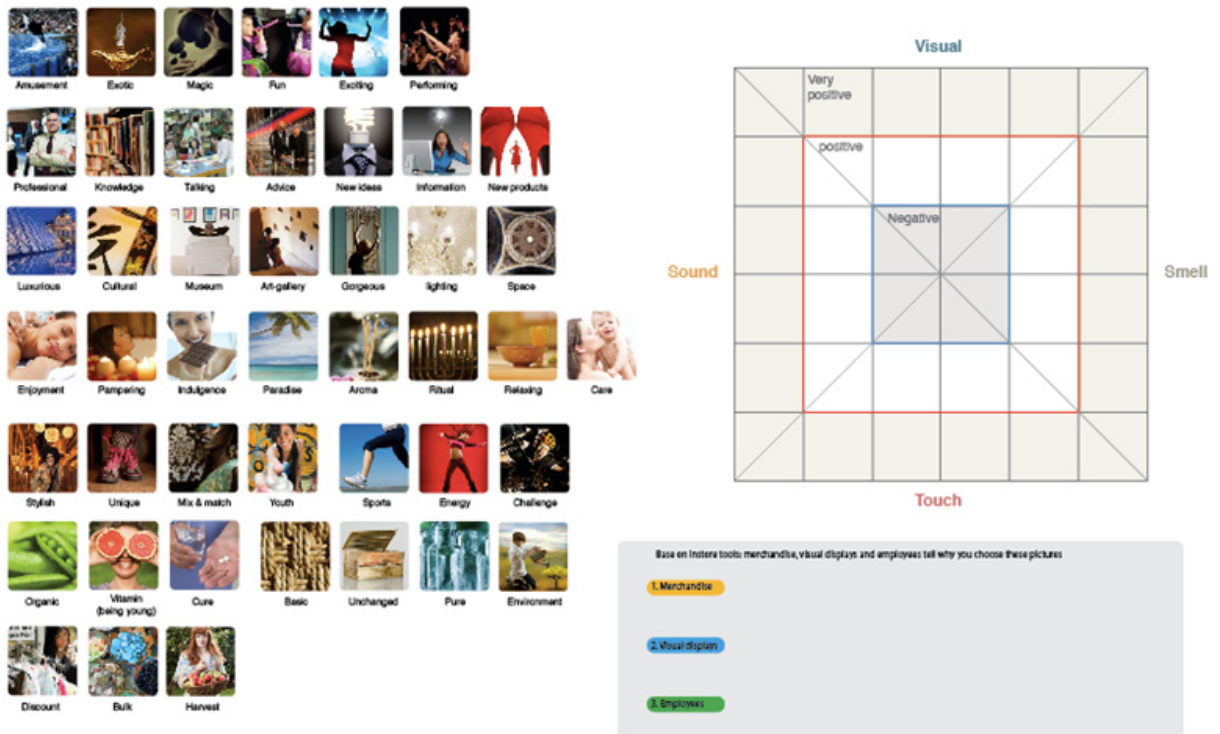 Amusement
Exotic
Magic
Fun
Exciting
Performing
Professional
Knowledge
Talking
Advice
New ideas
Information
New products
Luxurious
Cultural
Museum
Art-gallery
Gorgeous
lighting
Space
Enjoyment
Pampering
Indulgence
Paradise
Aroma
Ritual
Relaxing
Care
Stylish
Unique
Mix & match
Youth
Sports
Energy
Challenge
Organic
Vitamin
(being young)
Cure
Basic
Unchanged
Pure
Environment
Discount
Bulk
Harvest
Visual
Very
positive
positive
Negative
Sound
Smell
Touch
Base on instore tools: merchandise, visual displays and employees tell why you choose these pictures
1. Merchandise
2. Visual displays
3. Employees